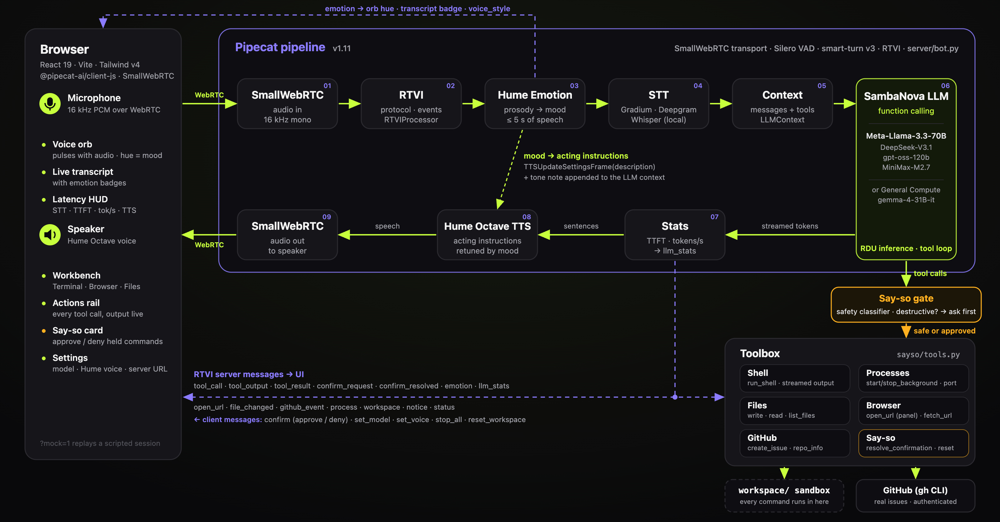 emotion → orb hue · transcript badge · voice_style
Browser
React 19 · Vite · Tailwind v4
@pipecat-ai/client-js · SmallWebRTC
Microphone
16 kHz PCM over WebRTC
Voice orb
pulses with audio · hue = mood
Live transcript
with emotion badges
Latency HUD
STT · TTFT · tok/s · TTS
Speaker
Hume Octave voice
Workbench
Terminal · Browser · Files
Actions rail
every tool call, output live
Say-so card
approve / deny held commands
Settings
model · Hume voice · server URL
?mock=1 replays a scripted session
WebRTC
WebRTC
Pipecat pipeline v1.11
SmallWebRTC transport · Silero VAD · smart-turn v3 · RTVI · server/bot.py
01
SmallWebRTC
audio in
16 kHz mono
02
RTVI
protocol · events
RTVIProcessor
03
Hume Emotion
prosody → mood
≤ 5 s of speech
04
STT
Gradium · Deepgram
Whisper (local)
05
Context
messages + tools
LLMContext
06
SambaNova LLM
function calling
Meta-Llama-3.3-70B
DeepSeek-V3.1
gpt-oss-120b
MiniMax-M2.7
or General Compute
gemma-4-31B-it
RDU inference · tool loop
mood → acting instructions
TTSUpdateSettingsFrame(description)
+ tone note appended to the LLM context
streamed tokens
07
Stats
TTFT · tokens/s
→ llm_stats
sentences
08
Hume Octave TTS
acting instructions
retuned by mood
speech
09
SmallWebRTC
audio out
to speaker
tool calls
Say-so gate
safety classifier · destructive? → ask first
safe or approved
RTVI server messages → UI
tool_call · tool_output · tool_result · confirm_request · confirm_resolved · emotion · llm_stats
open_url · file_changed · github_event · process · workspace · notice · status
← client messages: confirm (approve / deny) · set_model · set_voice · stop_all · reset_workspace
Toolbox
sayso/tools.py
Shell
run_shell · streamed output
Processes
start/stop_background · port
Files
write · read · list_files
Browser
open_url (panel) · fetch_url
GitHub
create_issue · repo_info
Say-so
resolve_confirmation · reset
workspace/ sandbox
every command runs in here
GitHub (gh CLI)
real issues · authenticated